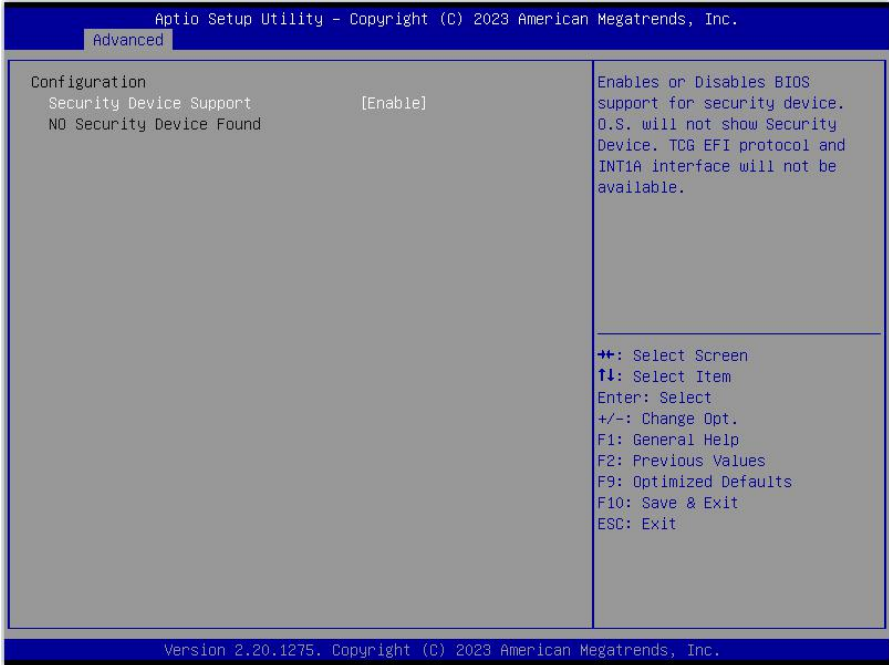 Aptio Setup Utility – Copyright (C) 2023 American Megatrends, Inc.
Advanced
Configuration
Security Device Support [Enable]
NO Security Device Found
Enables or Disables BIOS
support for security device.
O.S. will not show Security
Device. TCG EFI protocol and
INT1A interface will not be
available.
→←: Select Screen
↑↓: Select Item
Enter: Select
+/-: Change Opt.
F1: General Help
F2: Previous Values
F9: Optimized Defaults
F10: Save & Exit
ESC: Exit
Version 2.20.1275. Copyright (C) 2023 American Megatrends, Inc.